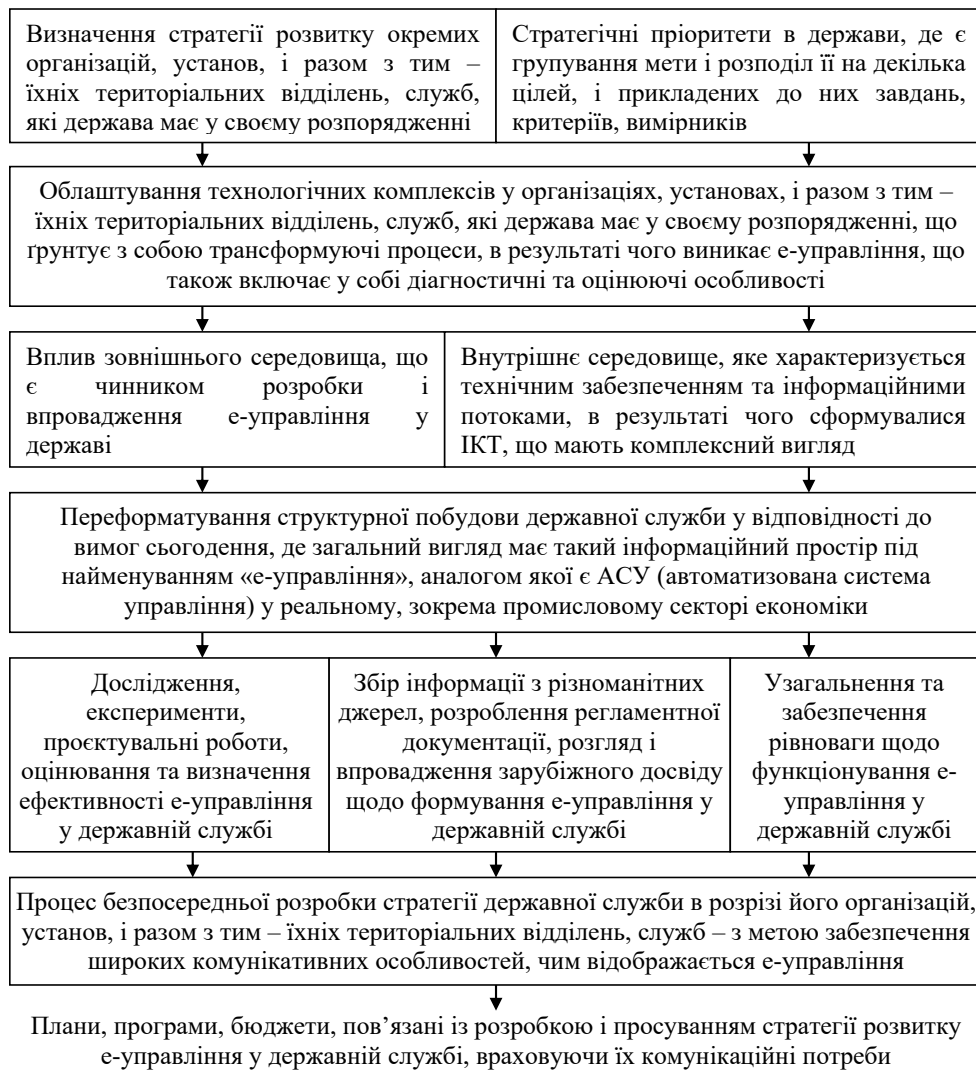 Визначення стратегії розвитку окремих
організацій, установ, і разом з тим –
їхніх територіальних відділень, служб,
які держава має у своєму розпорядженні
Стратегічні пріоритети в держави, де є
групування мети і розподіл її на декілька
цілей, і прикладених до них завдань,
критеріїв, вимірників
Облаштування технологічних комплексів у організаціях, установах, і разом з тим –
їхніх територіальних відділень, служб, які держава має у своєму розпорядженні, що
ґрунтує з собою трансформуючі процеси, в результаті чого виникає е-управління, що
також включає у собі діагностичні та оцінюючі особливості
Вплив зовнішнього середовища, що
є чинником розробки і
впровадження е-управління у
державі
Внутрішнє середовище, яке характеризується
технічним забезпеченням та інформаційними
потоками, в результаті чого сформувалися
ІКТ, що мають комплексний вигляд
Переформатування структурної побудови державної служби у відповідності до
вимог сьогодення, де загальний вигляд має такий інформаційний простір під
найменуванням «е-управління», аналогом якої є АСУ (автоматизована система
управління) у реальному, зокрема промисловому секторі економіки
Дослідження,
експерименти,
проєктувальні роботи,
оцінювання та визначення
ефективності е-управління
у державній службі
Збір інформації з різноманітних
джерел, розроблення регламентної
документації, розгляд і
впровадження зарубіжного досвіду
щодо формування е-управління у
державній службі
Узагальнення та
забезпечення
рівноваги щодо
функціонування е-
управління у
державній службі
Процес безпосередньої розробки стратегії державної служби в розрізі його організацій,
установ, і разом з тим – їхніх територіальних відділень, служб – з метою забезпечення
широких комунікативних особливостей, чим відображається е-управління
Плани, програми, бюджети, пов’язані із розробкою і просуванням стратегії розвитку
е-управління у державній службі, враховуючи їх комунікаційні потреби